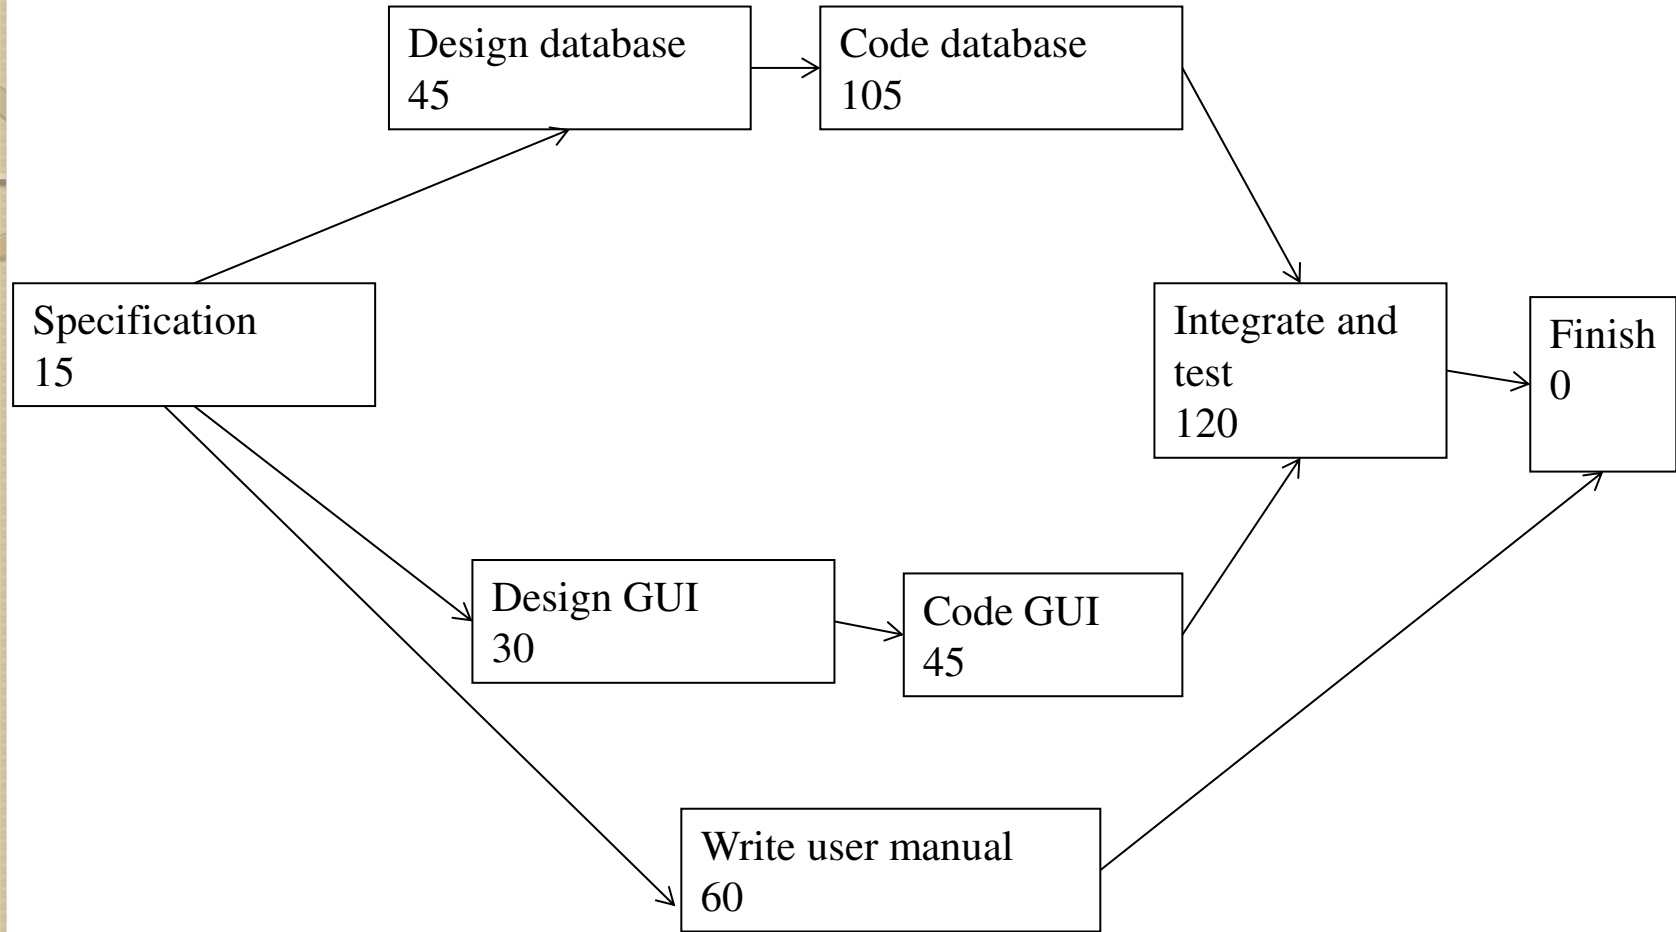 Design database
45
Code database
105
Specification
15
Integrate and
test
120
Finish
0
Design GUI
30
Code GUI
45
Write user manual
60